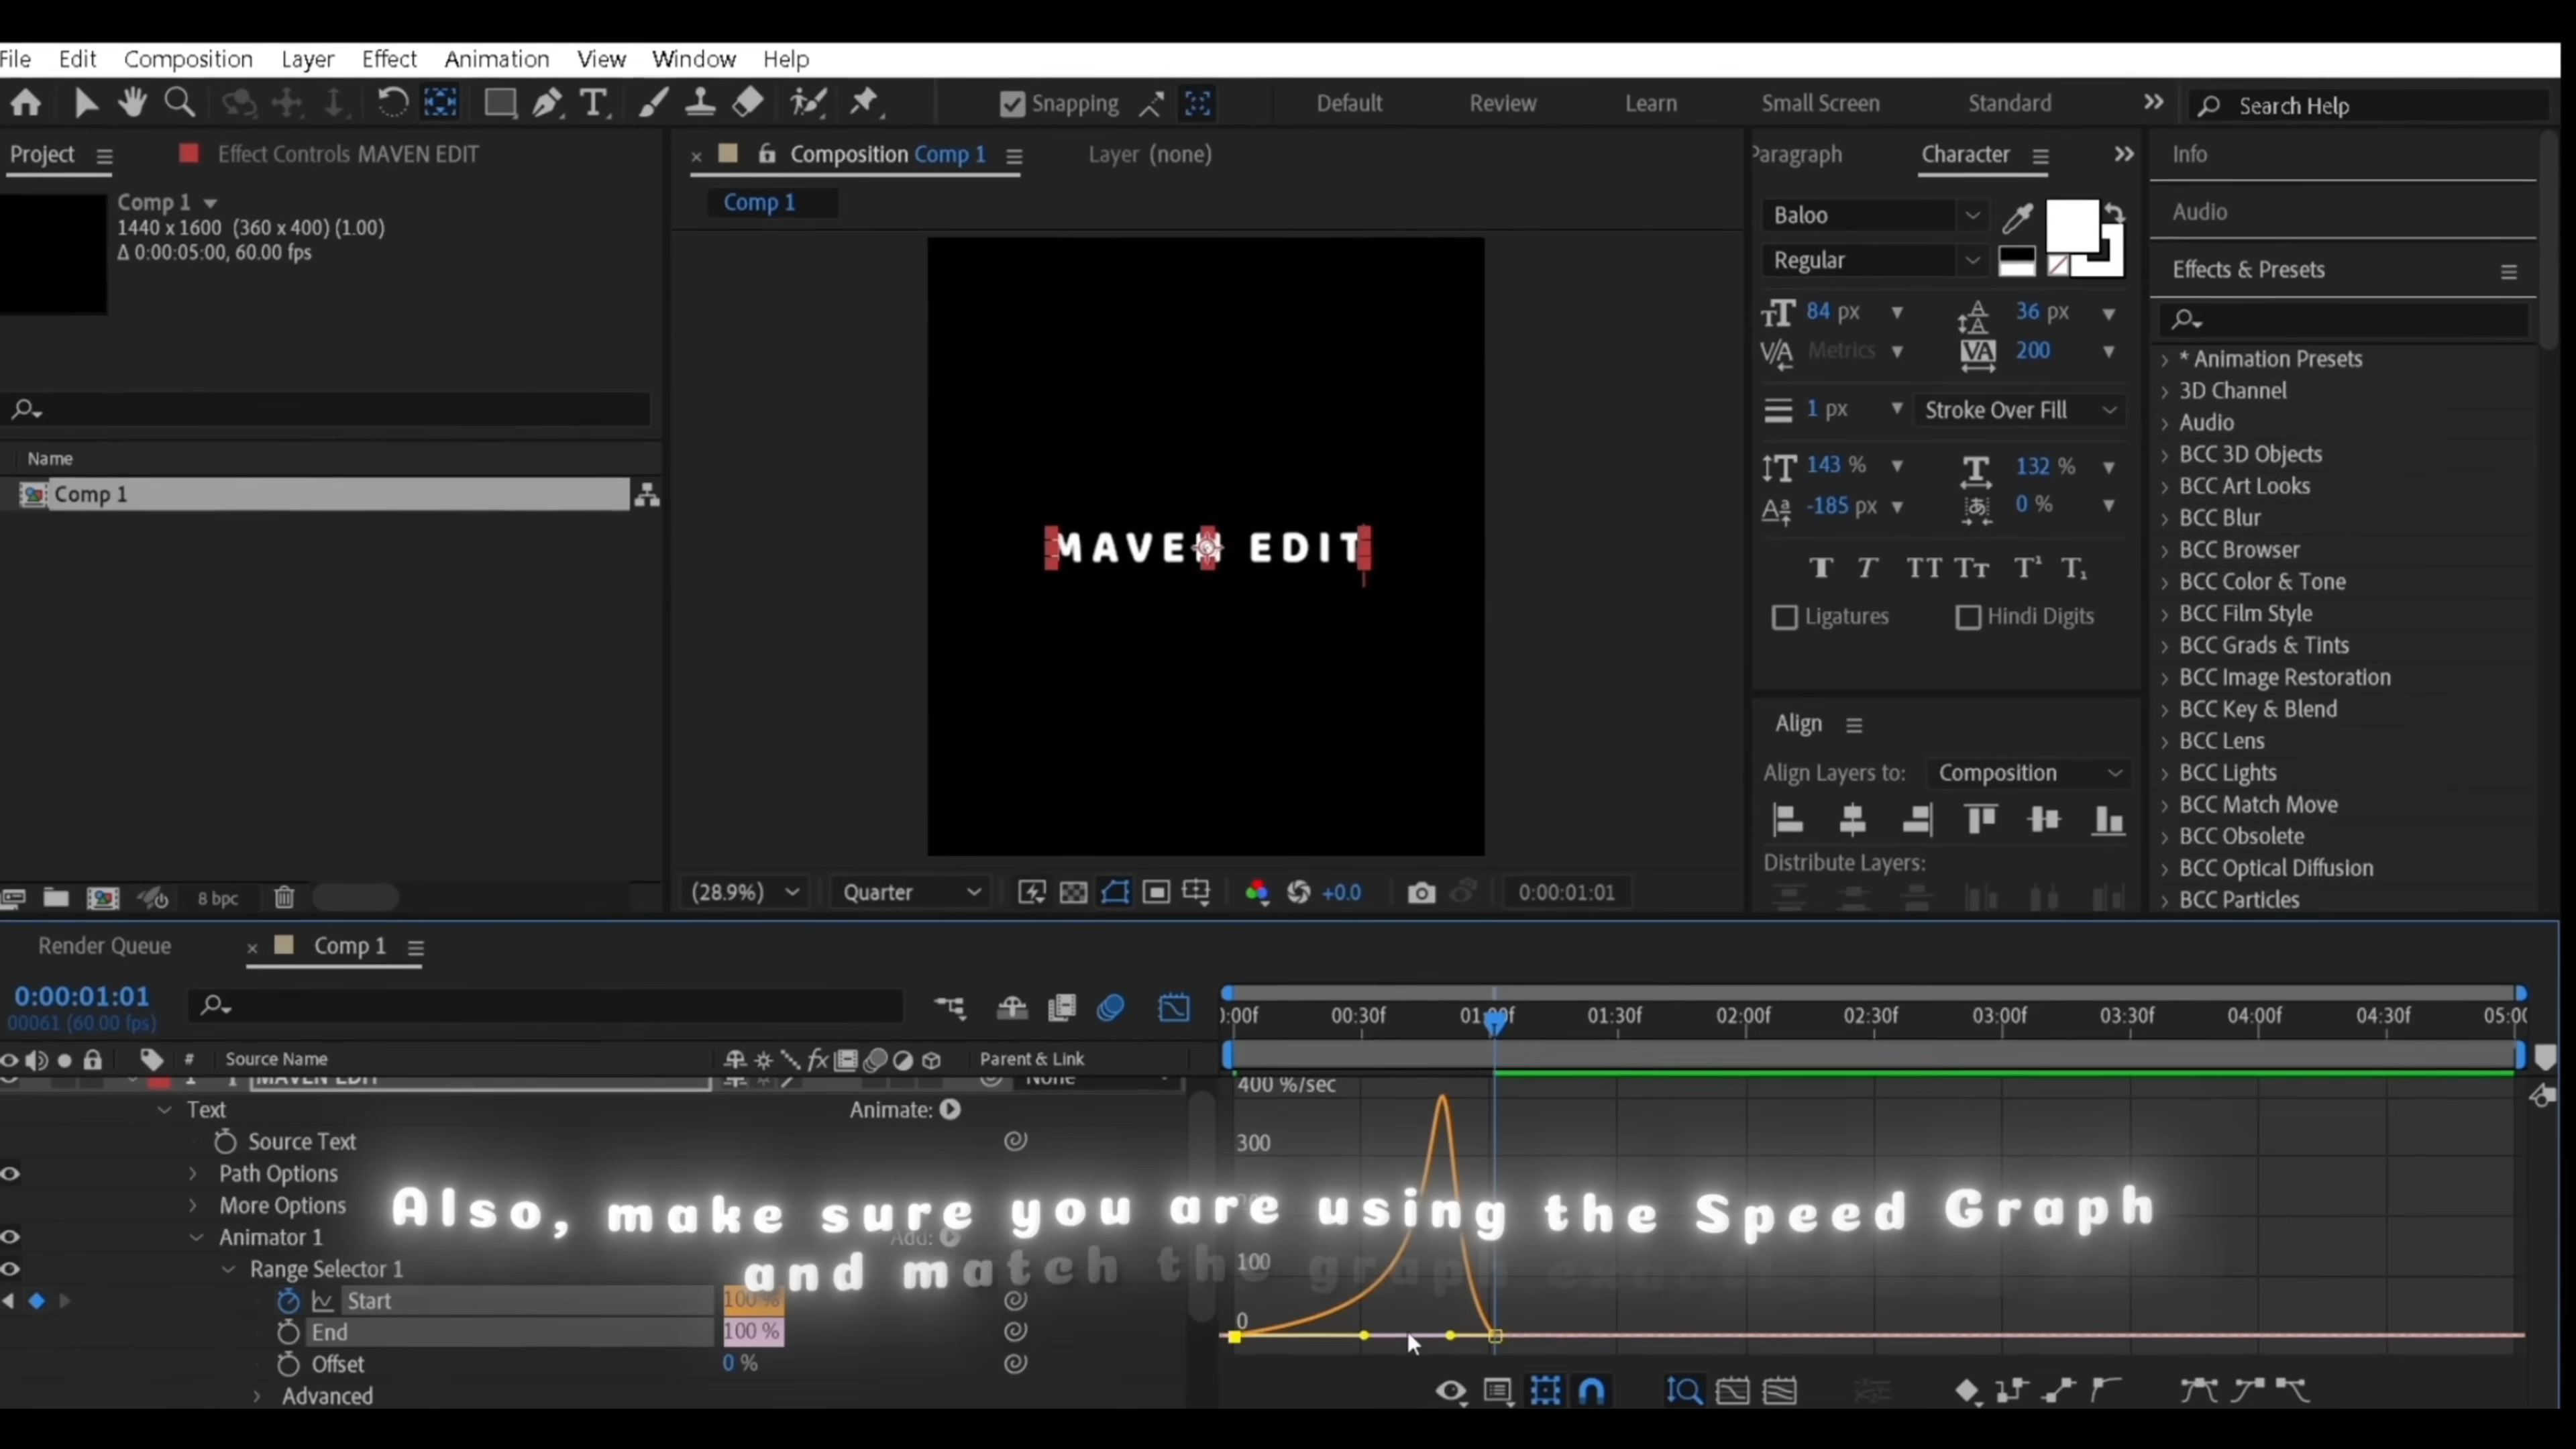 File Edit Composition Layer Effect Animation View Window Help
Snapping Default Review Learn Small Screen Standard Search Help
Project Effect Controls MAVEN EDIT
Comp 1
1440 x 1600 (360 x 400) (1.00)
Δ 0:00:05:00, 60.00 fps
Name
Comp 1
8 bpc
Composition Comp 1 Layer (none)
Comp 1
MAVEN EDIT
(28.9%) Quarter +0.0 0:00:01:01
Paragraph Character
Baloo
Regular
84 px 36 px
Metrics 200
1 px Stroke Over Fill
143 % 132 %
-185 px 0 %
Ligatures Hindi Digits
Align
Align Layers to: Composition
Distribute Layers:
Info
Audio
Effects & Presets
* Animation Presets
3D Channel
Audio
BCC 3D Objects
BCC Art Looks
BCC Blur
BCC Browser
BCC Color & Tone
BCC Film Style
BCC Grads & Tints
BCC Image Restoration
BCC Key & Blend
BCC Lens
BCC Lights
BCC Match Move
BCC Obsolete
BCC Optical Diffusion
BCC Particles
Render Queue Comp 1
0:00:01:01
00061 (60.00 fps)
00:30f 01:30f 02:00f 02:30f 03:00f 03:30f 04:00f 04:30f
# Source Name Parent & Link
1 MAVEN EDIT None
400 %/sec
Text Animate:
Source Text
300
Path Options
More Options
Also, make sure you are using the Speed Graph
Animator 1 Add:
and match the graph
100
Range Selector 1
Start 100 %
0
End 100 %
Offset 0 %
Advanced